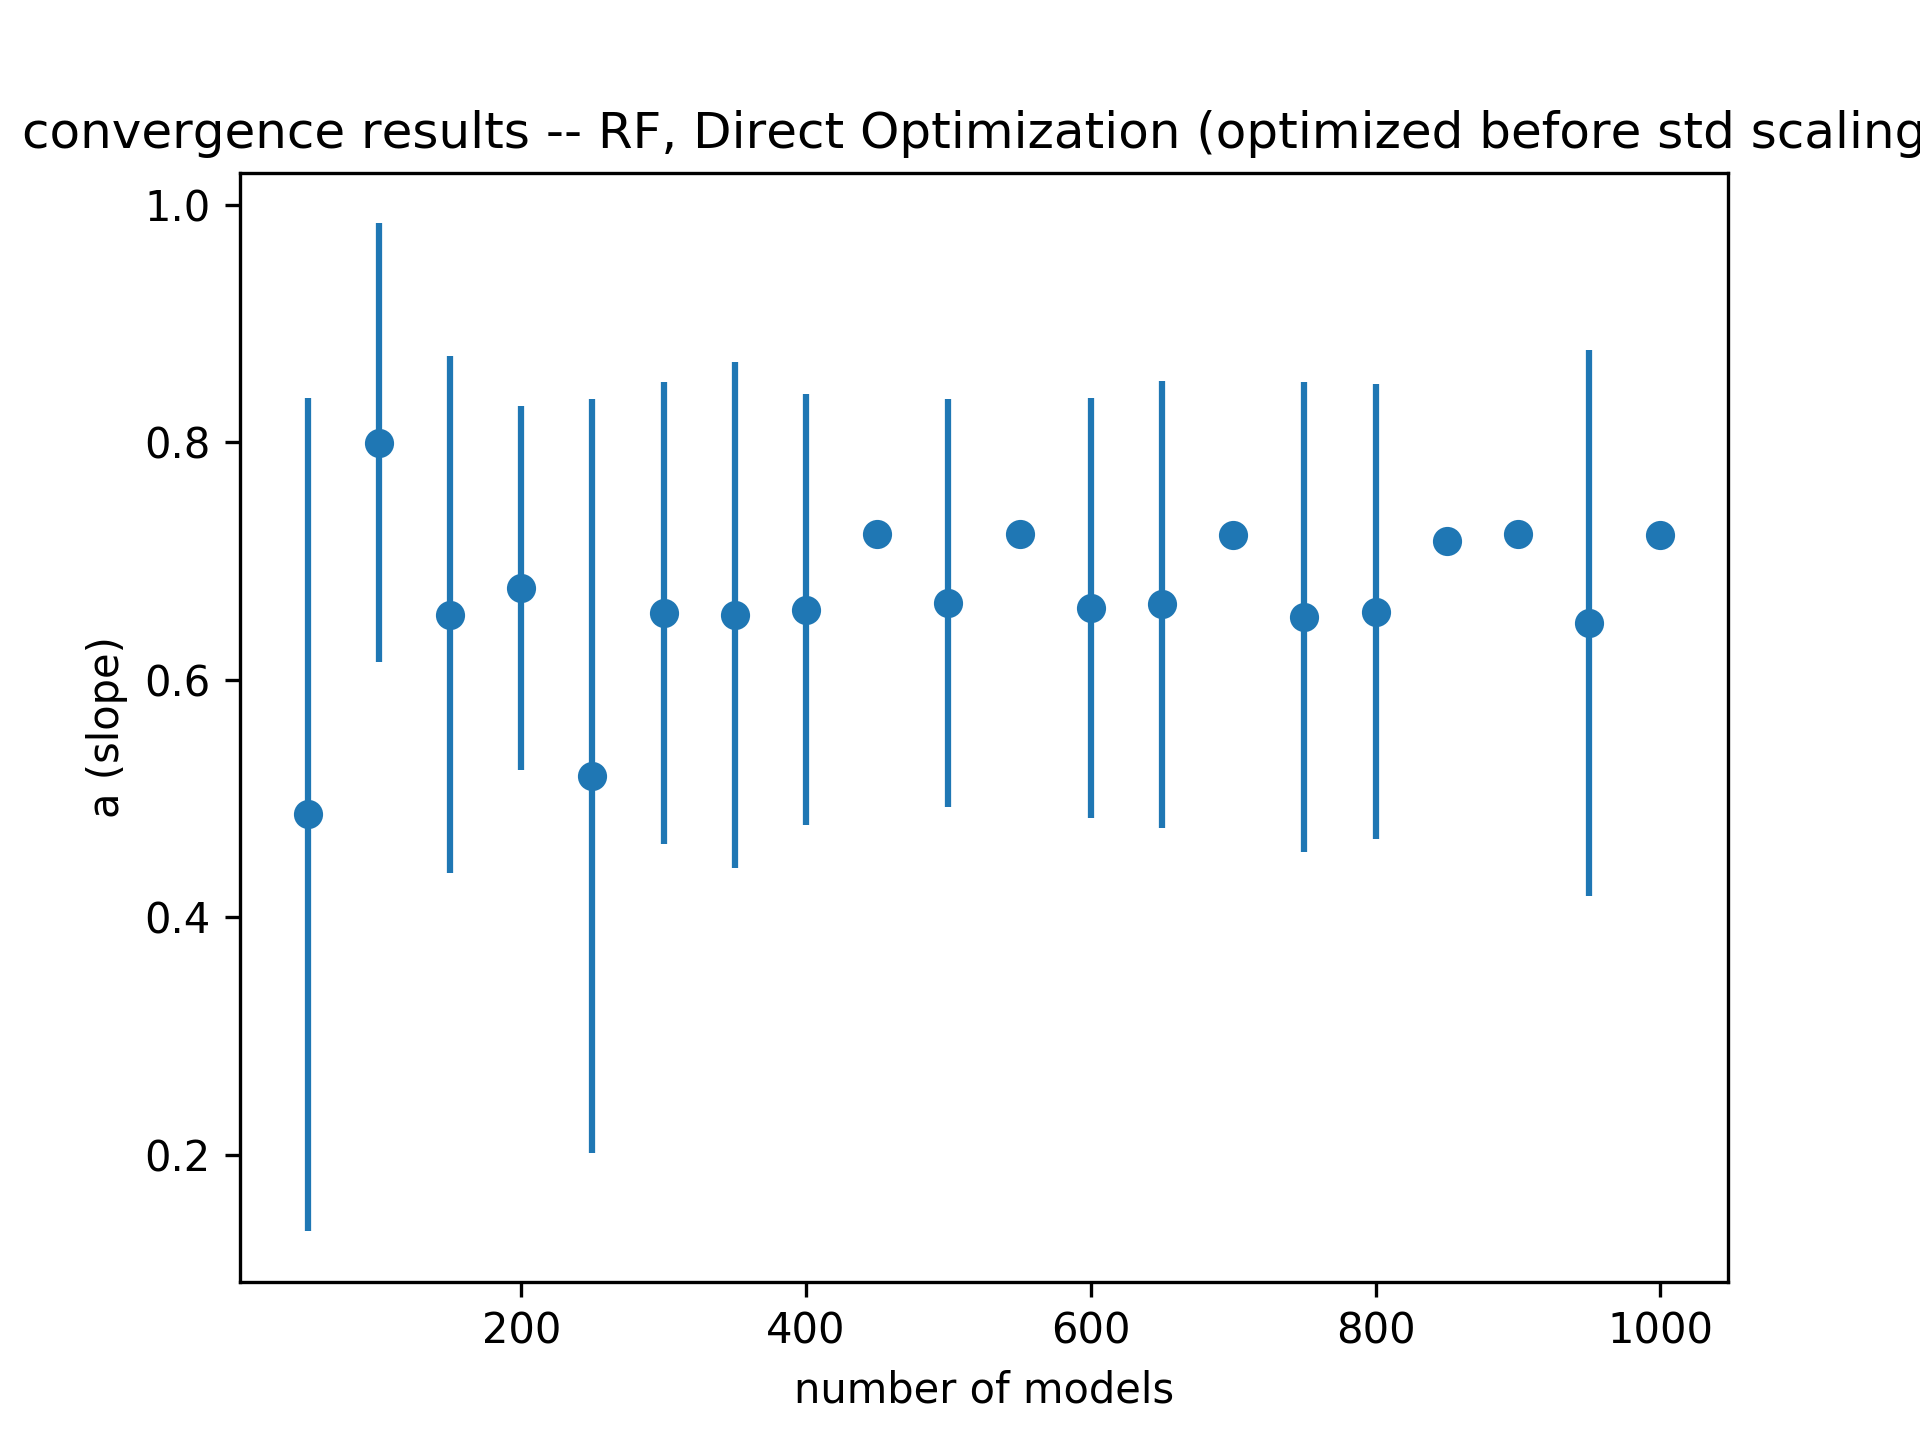 convergence results -- RF, Direct Optimization (optimized before std scaling
1.0
0.8
0.6
0.4
0.2
a (slope)
200 400 600 800 1000
number of models